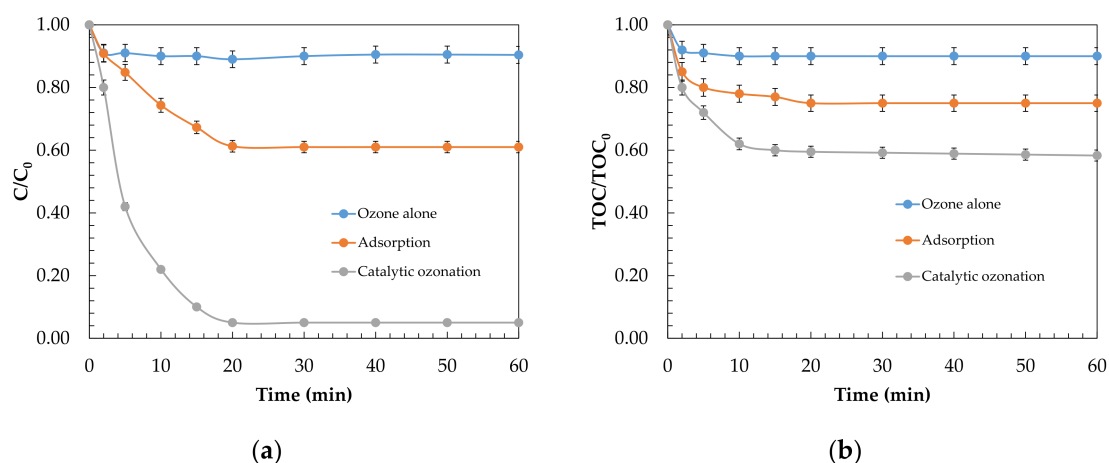 1.00
0.80
0.60
0.40
0.20
0.00
C/C0
0 10 20 30 40 50 60
Time (min)
Ozone alone
Adsorption
Catalytic ozonation
(a)
1.00
0.80
0.60
0.40
0.20
0.00
TOC/TOC0
0 10 20 30 40 50 60
Time (min)
Ozone alone
Adsorption
Catalytic ozonation
(b)